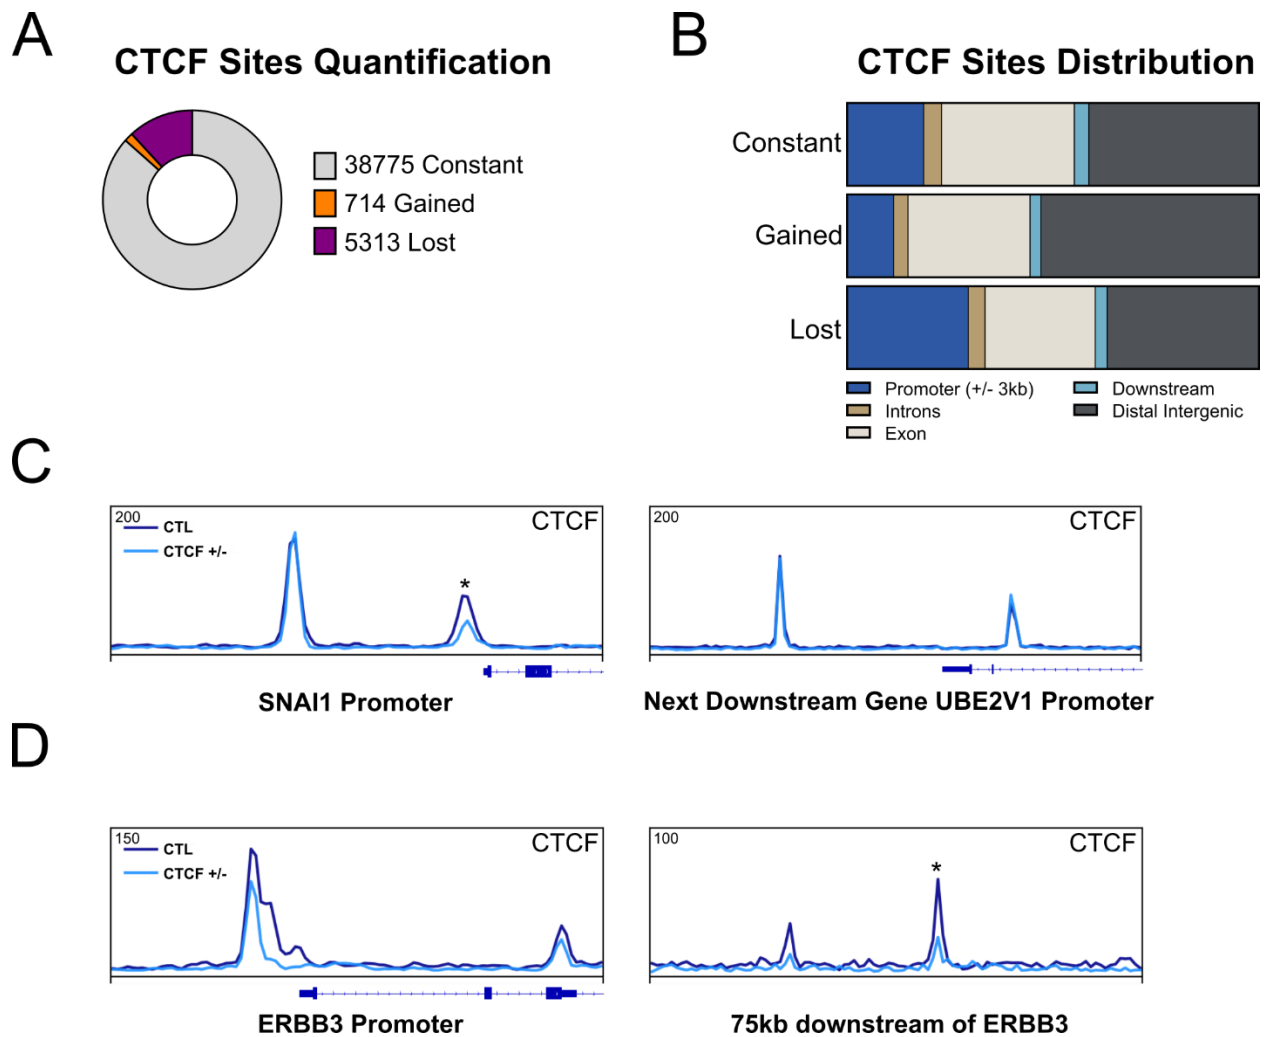 A
CTCF Sites Quantification
38775 Constant
714 Gained
5313 Lost
B
CTCF Sites Distribution
Constant
Gained
Lost
Promoter (+/- 3kb)
Introns
Exon
Downstream
Distal Intergenic
C
200
CTL
CTCF +/-
CTCF
*
SNAI1 Promoter
200
CTCF
Next Downstream Gene UBE2V1 Promoter
D
150
CTL
CTCF +/-
CTCF
ERBB3 Promoter
100
CTCF
*
75kb downstream of ERBB3